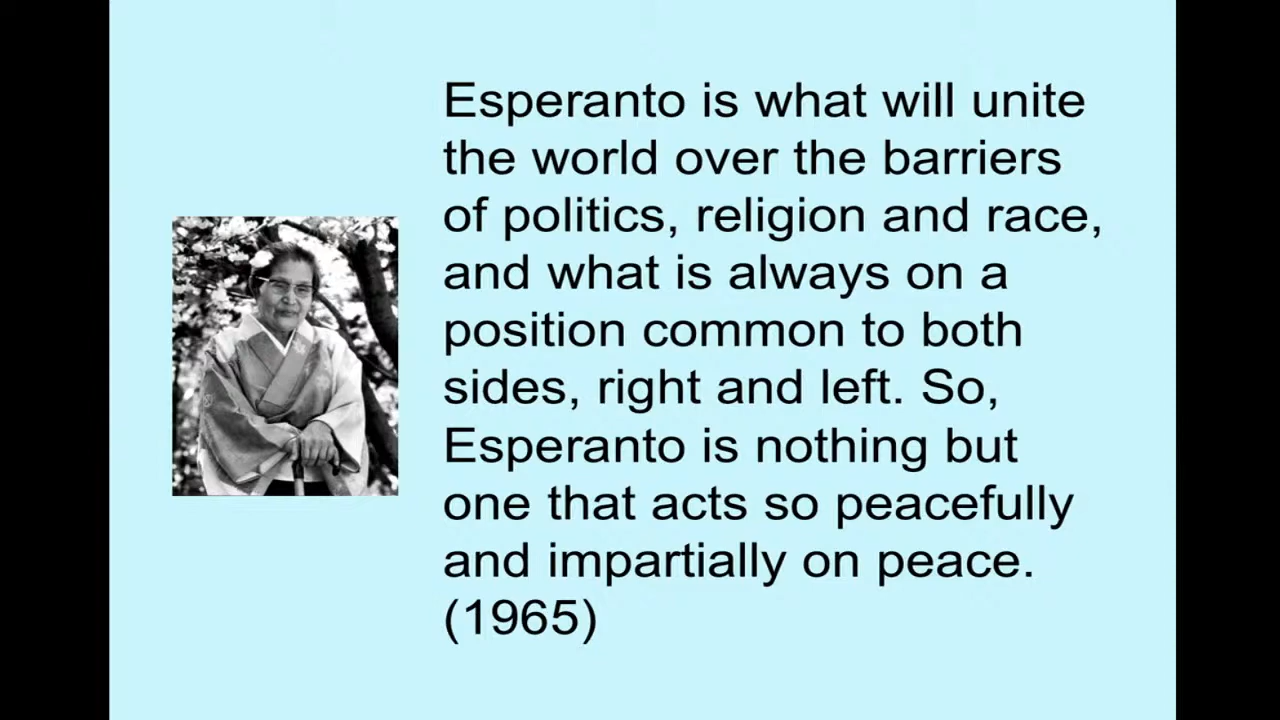 Esperanto is what will unite
the world over the barriers
of politics, religion and race,
and what is always on a
position common to both
sides, right and left. So,
Esperanto is nothing but
one that acts so peacefully
and impartially on peace.
(1965)